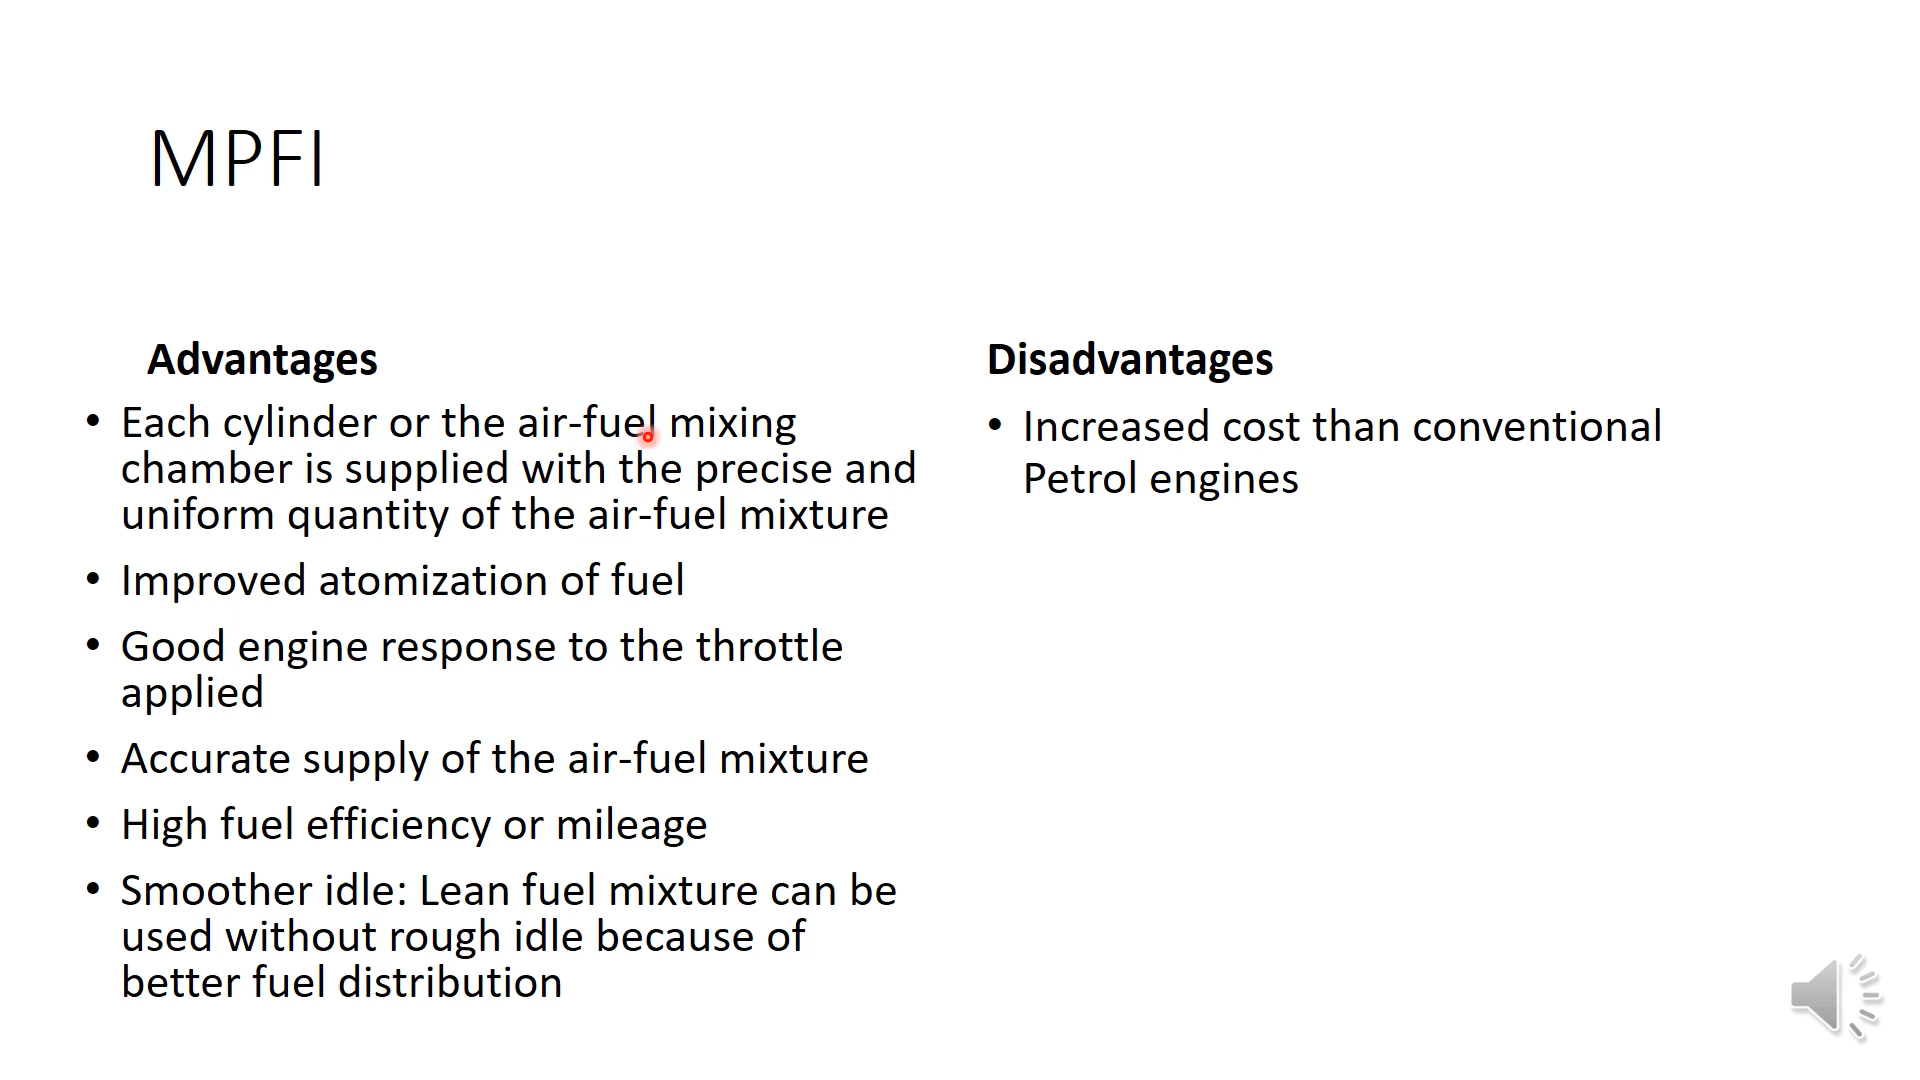 MPFI
Advantages
• Each cylinder or the air-fuel mixing
chamber is supplied with the precise and
uniform quantity of the air-fuel mixture
• Improved atomization of fuel
• Good engine response to the throttle
applied
• Accurate supply of the air-fuel mixture
• High fuel efficiency or mileage
• Smoother idle: Lean fuel mixture can be
used without rough idle because of
better fuel distribution
Disadvantages
• Increased cost than conventional
Petrol engines